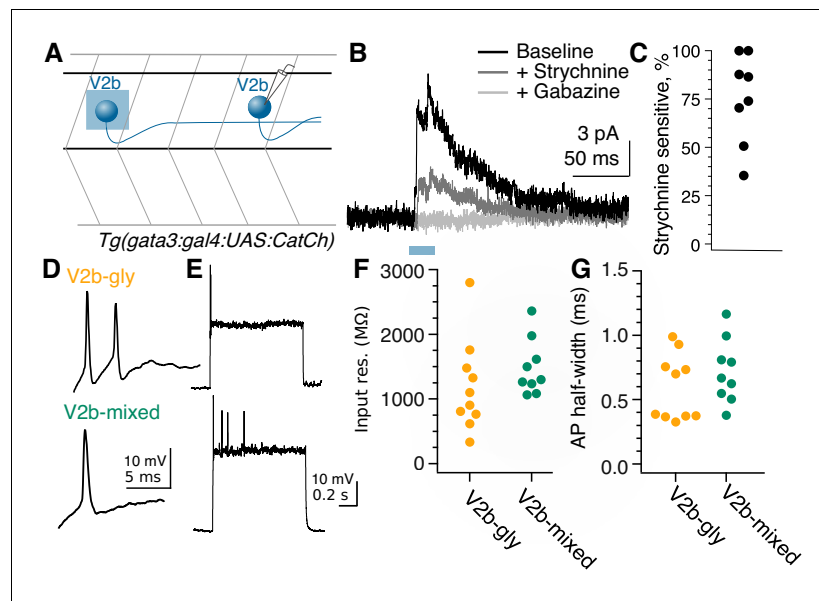 A
V2b
V2b
Tg(gata3:gal4:UAS:CatCh)
B
Baseline
+ Strychnine
+ Gabazine
3 pA
50 ms
C
Strychnine sensitive, %
100
75
50
25
0
D
V2b-gly
V2b-mixed
10 mV
5 ms
E
10 mV
0.2 s
F
Input res. (MΩ)
3000
2000
1000
0
V2b-gly
V2b-mixed
G
AP half-width (ms)
1.5
1.0
0.5
0.0
V2b-gly
V2b-mixed